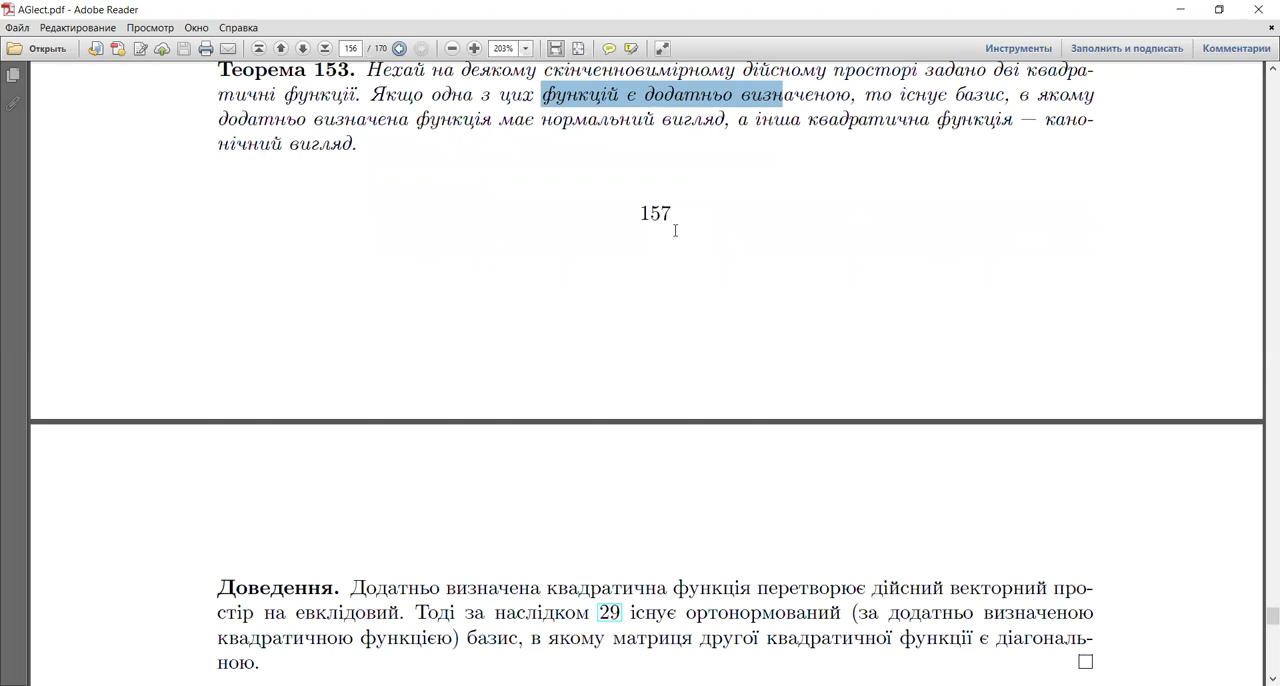 AGlect.pdf - Adobe Reader
Файл Редактирование Просмотр Окно Справка
Открыть 156 / 170 203% Инструменты Заполнить и подписать Комментарии
Теорема 153. Нехай на деякому скінченновимірному дійсному просторі задано дві квадра-
тичні функції. Якщо одна з цих функцій є додатньо визначеною, то існує базис, в якому
додатньо визначена функція має нормальний вигляд, а інша квадратична функція — кано-
нічний вигляд.
157
Доведення. Додатньо визначена квадратична функція перетворює дійсний векторний про-
стір на евклідовий. Тоді за наслідком 29 існує ортонормований (за додатньо визначеною
квадратичною функцією) базис, в якому матриця другої квадратичної функції є діагональ-
ною.